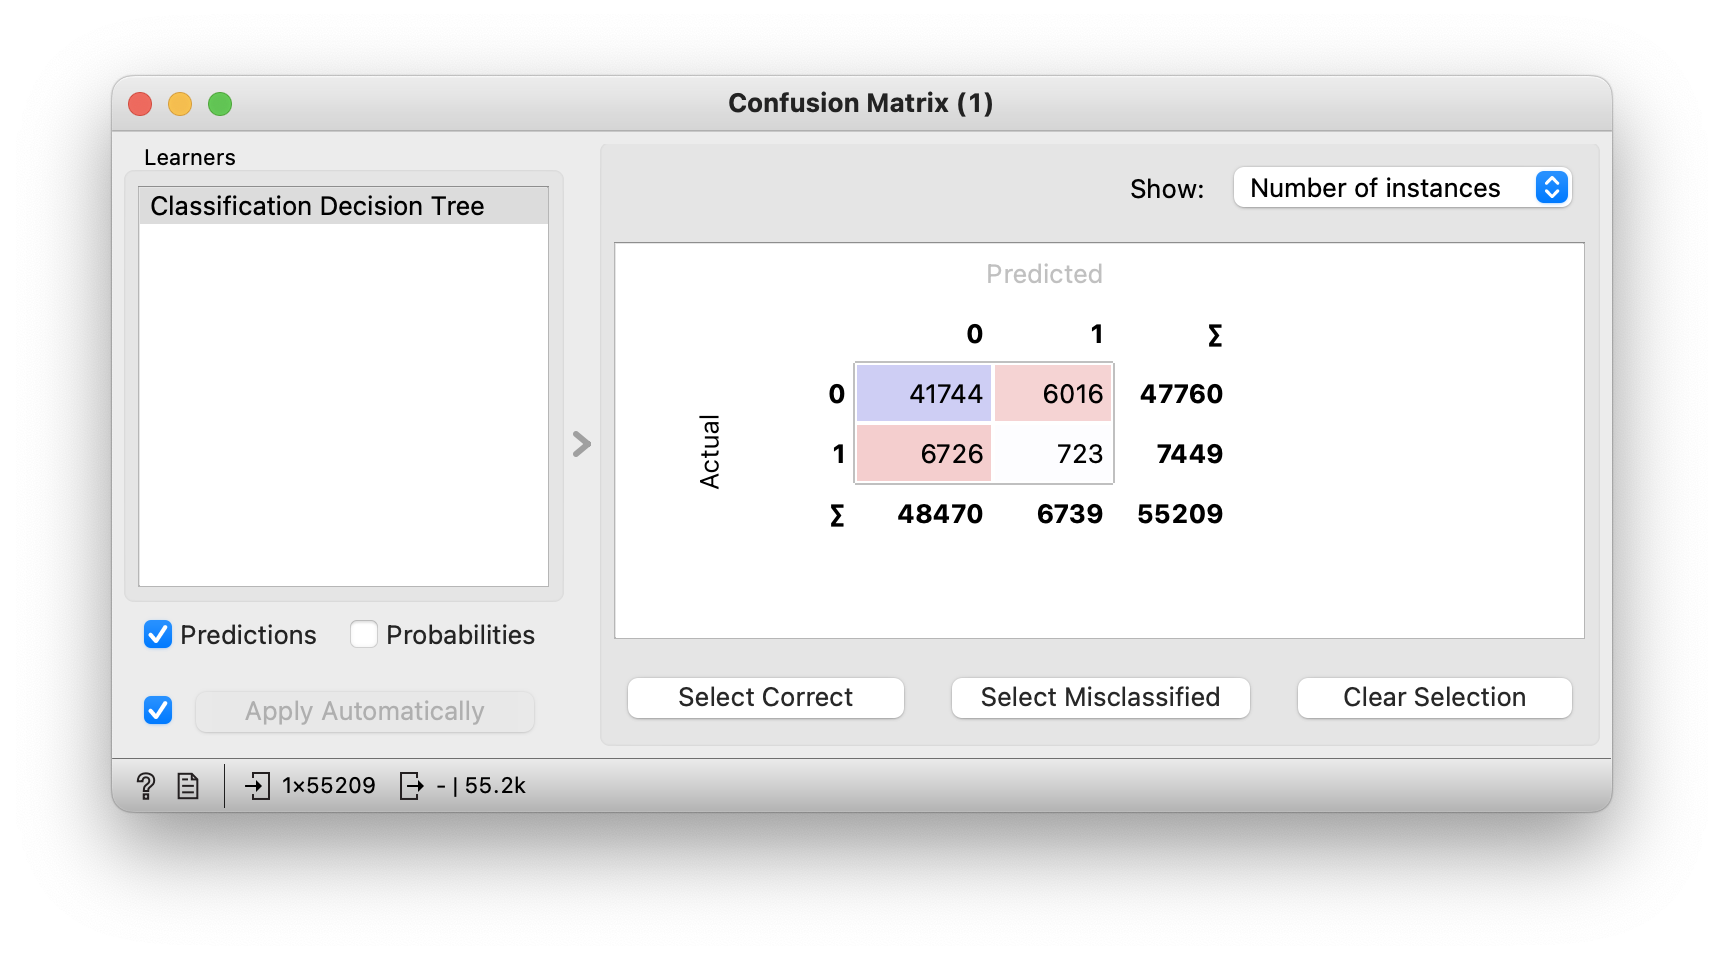 Confusion Matrix (1)
Learners
Classification Decision Tree
Show: Number of instances
Predicted
0 1 Σ
0 41744 6016 47760
Actual
1 6726 723 7449
Σ 48470 6739 55209
Predictions Probabilities
Apply Automatically
Select Correct Select Misclassified Clear Selection
? 1×55209 - | 55.2k